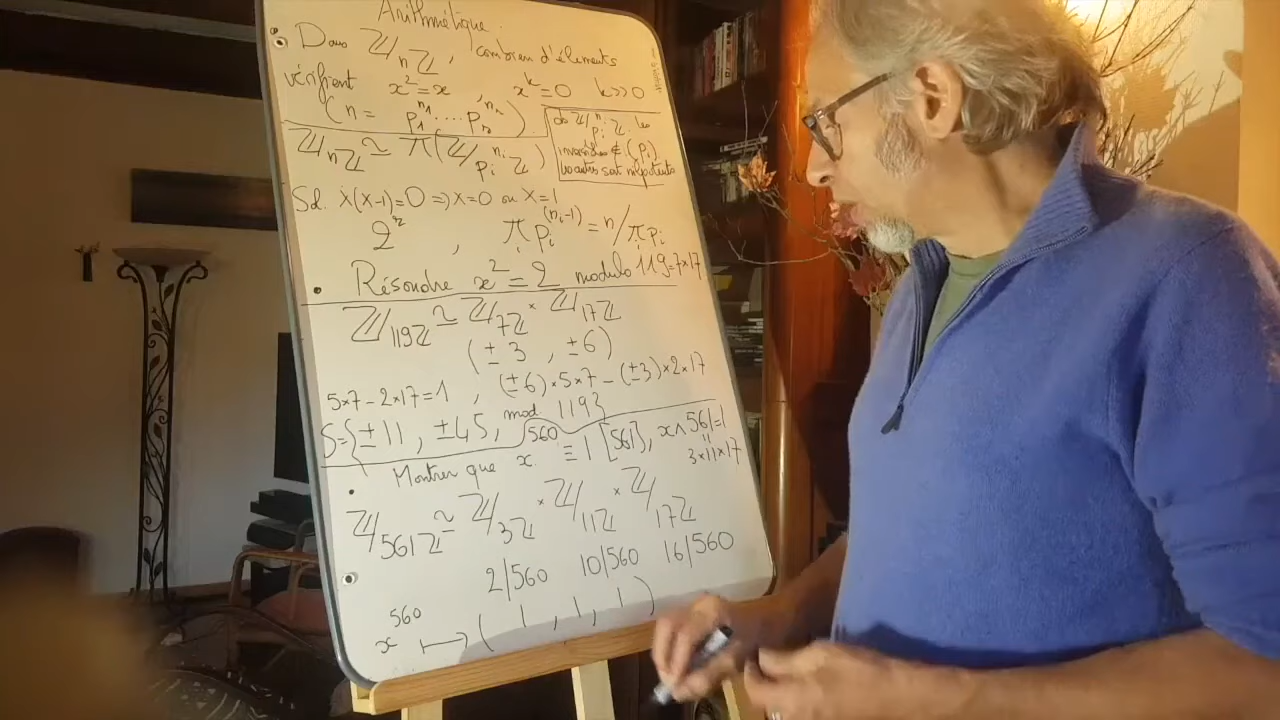 Arithmétique.
• Dans ℤ/nℤ, combien d'éléments
vérifient x²=x, x^k=0 k>>0
(n = p₁^n₁....p_r^n_r)
ℤ/nℤ ≃ π(ℤ/p_i^n_i ℤ)
ds ℤ/p_i^n_i ℤ les
inversibles ∉ (p_i)
les autres sont nilpotents
Sol. X(X-1)=0 => X=0 ou X=1
2^r, π p_i^(n_i-1) = n/πp_i
• Résoudre x²=2 modulo 119=7×17
ℤ/119ℤ ≃ ℤ/7ℤ × ℤ/17ℤ
(±3, ±6)
5×7-2×17=1, (±6)×5×7-(±3)×2×17
S={±11, ±45, mod 119}
• Montrer que x^560 ≡ 1 [561], x∧561=1
3×11×17
ℤ/561ℤ ≃ ℤ/3ℤ × ℤ/11ℤ × ℤ/17ℤ
2|560 10|560 16|560
x^560 ↦ (1, 1, 1)